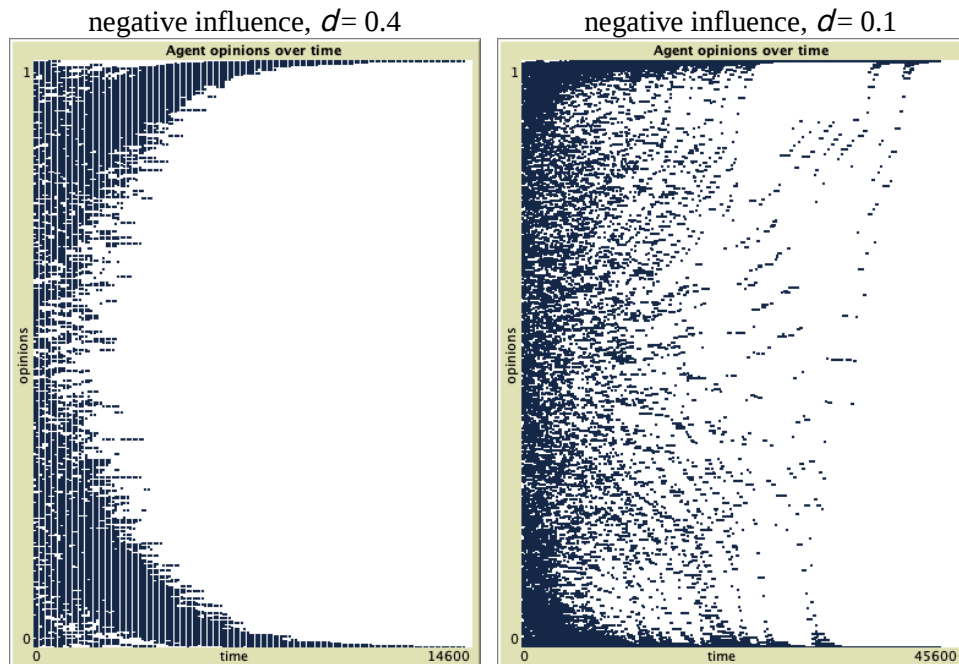 negative influence, d= 0.4
negative influence, d= 0.1
Agent opinions over time
1
opinions
0
0
time
14600
Agent opinions over time
1
opinions
0
0
time
45600